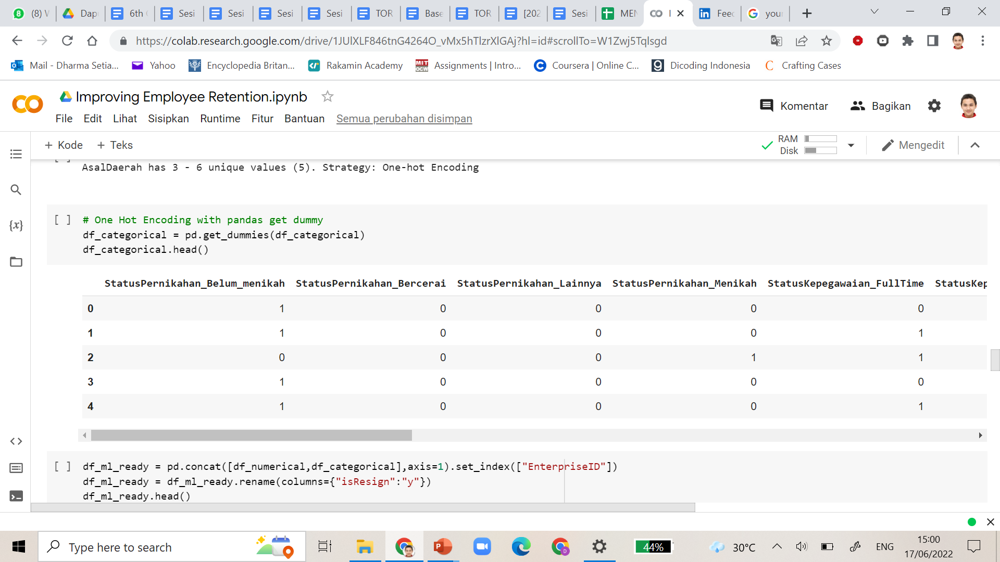 (8) W
Dap
6th
Sesi
Sesi
Sesi
Sesi
TOR
Base
TOR
[202
Sesi
MEN
Feec
your
https://colab.research.google.com/drive/1JUlXLF846tnG4264O_vMx5hTlzrXlGAj?hl=id#scrollTo=W1Zwj5Tqlsgd
Mail - Dharma Setia...
Yahoo
Encyclopedia Britan...
Rakamin Academy
Assignments | Intro...
Coursera | Online C...
Dicoding Indonesia
Crafting Cases
Improving Employee Retention.ipynb
Komentar
Bagikan
File Edit Lihat Sisipkan Runtime Fitur Bantuan Semua perubahan disimpan
+ Kode + Teks
RAM
Disk
Mengedit
AsalDaerah has 3 - 6 unique values (5). Strategy: One-hot Encoding
[ ] # One Hot Encoding with pandas get dummy
df_categorical = pd.get_dummies(df_categorical)
df_categorical.head()
StatusPernikahan_Belum_menikah StatusPernikahan_Bercerai StatusPernikahan_Lainnya StatusPernikahan_Menikah StatusKepegawaian_FullTime StatusKep
0 1 0 0 0 0
1 1 0 0 0 1
2 0 0 0 1 1
3 1 0 0 0 0
4 1 0 0 0 1
[ ] df_ml_ready = pd.concat([df_numerical,df_categorical],axis=1).set_index(["EnterpriseID"])
df_ml_ready = df_ml_ready.rename(columns={"isResign":"y"})
df_ml_ready.head()
Type here to search
44%
30°C
ENG
15:00
17/06/2022